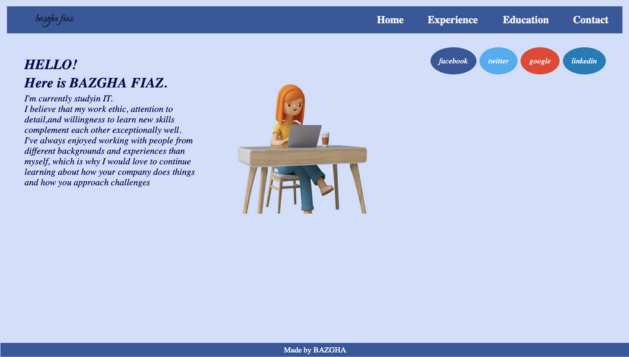 bazgha fiaz
Home Experience Education Contact
facebook twitter google linkedin
HELLO!
Here is BAZGHA FIAZ.
I'm currently studyin IT.
I believe that my work ethic, attention to
detail,and willingness to learn new skills
complement each other exceptionally well.
I've always enjoyed working with people from
different backgrounds and experiences than
myself, which is why I would love to continue
learning about how your company does things
and how you approach challenges
Made by BAZGHA